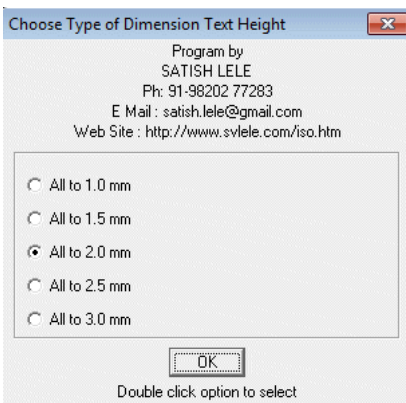 Choose Type of Dimension Text Height
Program by
SATISH LELE
Ph: 91-98202 77283
E Mail : satish.lele@gmail.com
Web Site : http://www.svlele.com/iso.htm
All to 1.0 mm
All to 1.5 mm
All to 2.0 mm
All to 2.5 mm
All to 3.0 mm
OK
Double click option to select